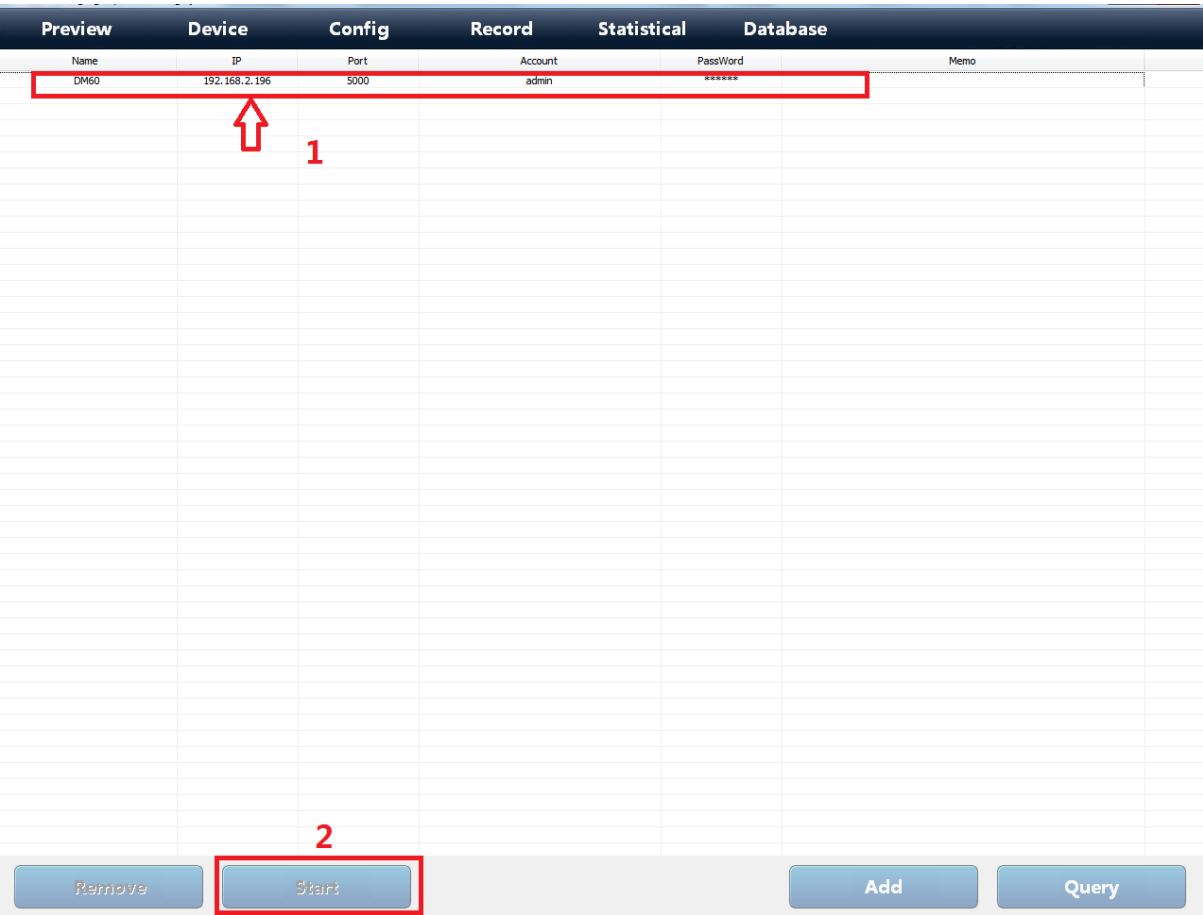 Preview Device Config Record Statistical Database
Name IP Port Account PassWord Memo
DM60 192.168.2.196 5000 admin ******
1
2
Remove Start Add Query